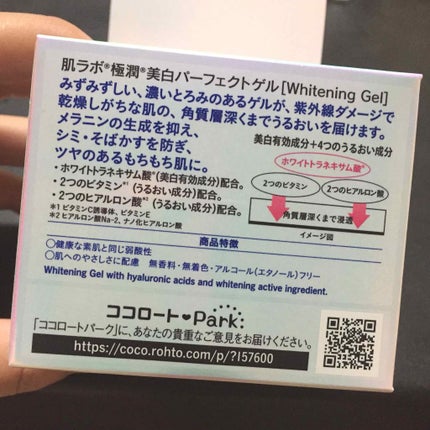 肌ラボ®極潤®美白パーフェクトゲル[Whitening Gel]
みずみずしい、濃いとろみのあるゲルが、紫外線ダメージで
乾燥しがちな肌の、角質層深くまでうるおいを届けます。
メラニンの生成を抑え、
シミ・そばかすを防ぎ、
ツヤのあるもちもち肌に。
・ホワイトトラネキサム酸*(美白有効成分)配合。
・2つのビタミン*1(うるおい成分)配合。
・2つのヒアルロン酸*2(うるおい成分)配合。
*1 ビタミンC誘導体、ビタミンE
*2 ヒアルロン酸Na-2、ナノ化ヒアルロン酸
美白有効成分+4つのうるおい成分
ホワイトトラネキサム酸*
2つのビタミン
2つのヒアルロン酸
角質層深くまで浸透
イメージ図
商品特徴
○健康な素肌と同じ弱酸性
○肌へのやさしさに配慮 無香料・無着色・アルコール(エタノール)フリー
Whitening Gel with hyaluronic acids and whitening active ingredient.
ココロート♥Park
「ココロートパーク」に、あなたの貴重なご意見をお届けください。
https://coco.rohto.com/p/?157600